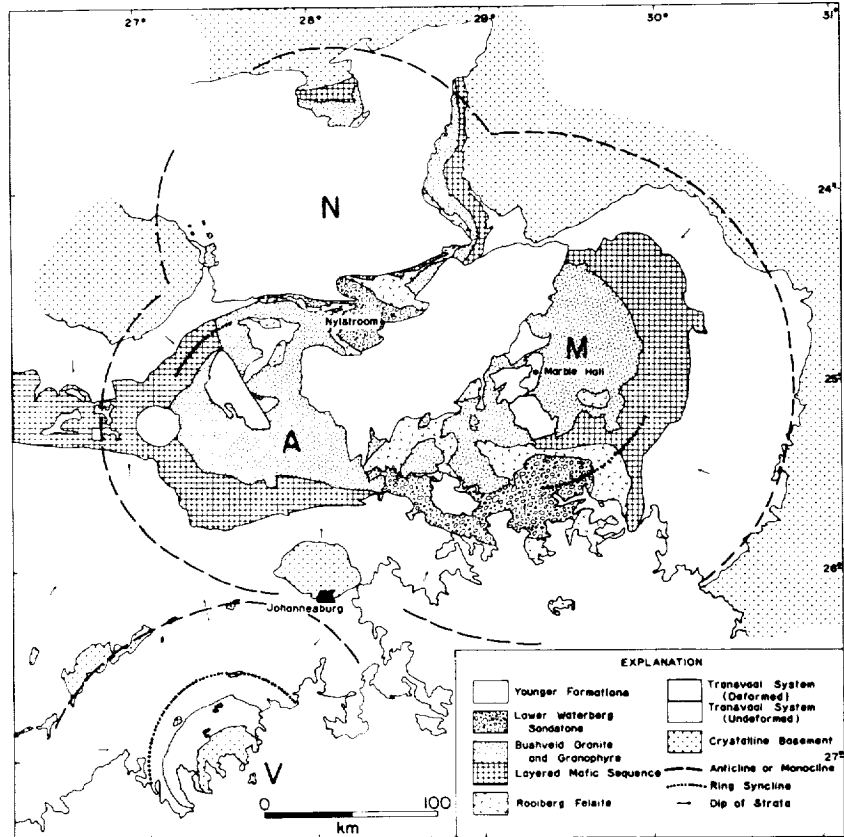 27° 28° 29° 30° 31°
24°
N
Nylstroom
M
Marble Hall
25°
A
26°
Johannesburg
27°
V
0 100
km
EXPLANATION
Younger Formations
Lower Waterberg
Sandstone
Bushveld Granite
and Granophyre
Layered Mafic Sequence
Rooiberg Felsite
Transvaal System
(Deformed)
Transvaal System
(Undeformed)
Crystalline Basement
Anticline or Monocline
Ring Syncline
Dip of Strata